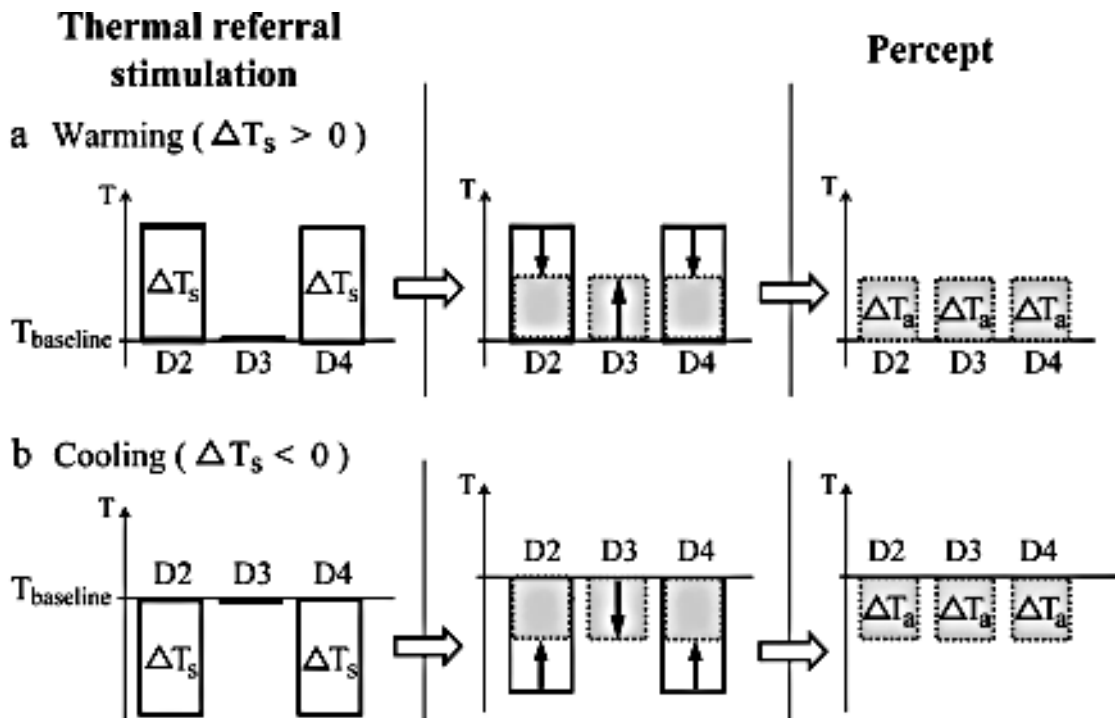 Thermal referral
stimulation
Percept
a Warming ( ΔTs > 0 )
T
ΔTs
ΔTs
Tbaseline
D2 D3 D4
T
D2 D3 D4
T
ΔTa ΔTa ΔTa
D2 D3 D4
b Cooling ( ΔTs < 0 )
T
D2 D3 D4
Tbaseline
ΔTs
ΔTs
T
D2 D3 D4
T
D2 D3 D4
ΔTa ΔTa ΔTa